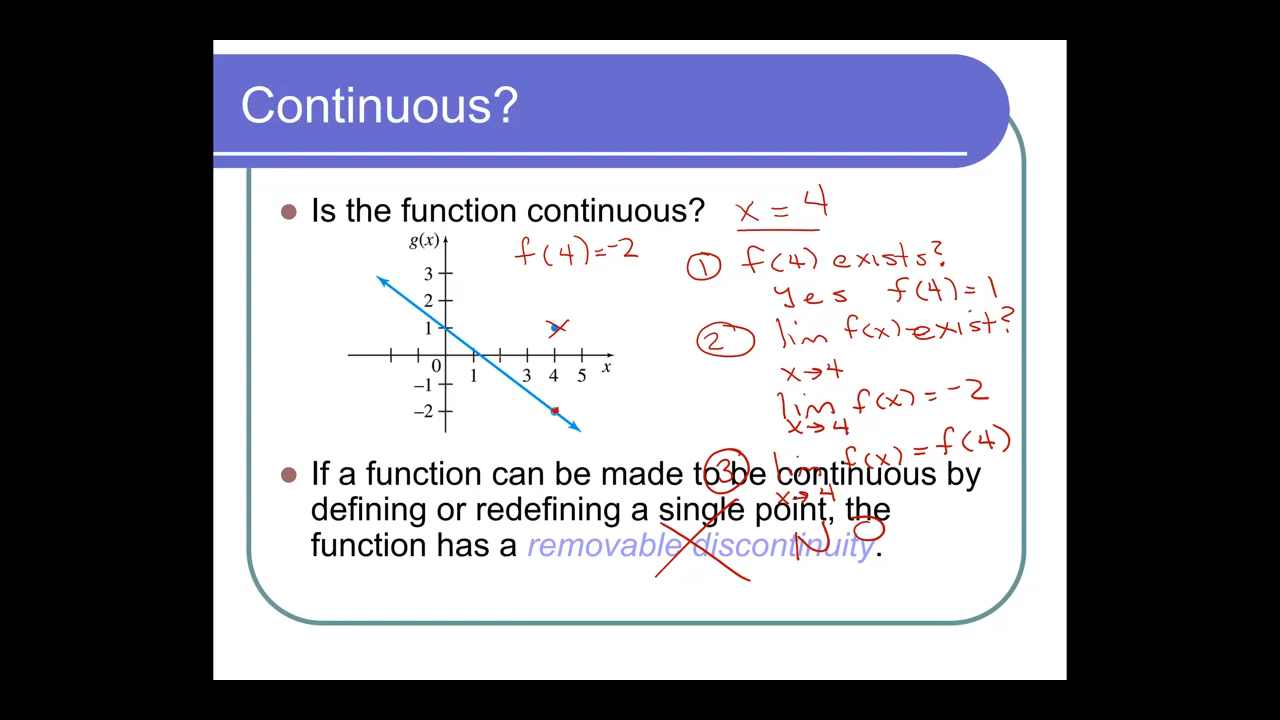 Continuous?
Is the function continuous? x = 4
g(x)
f(4)=-2
① f(4) exists?
yes f(4) = 1
② lim f(x) exist?
x→4
lim f(x) = -2
x→4
③ lim f(x) = f(4)
x→4
NO
3
2
1
0
-1
-2
1 3 4 5 x
If a function can be made to be continuous by
defining or redefining a single point, the
function has a removable discontinuity.